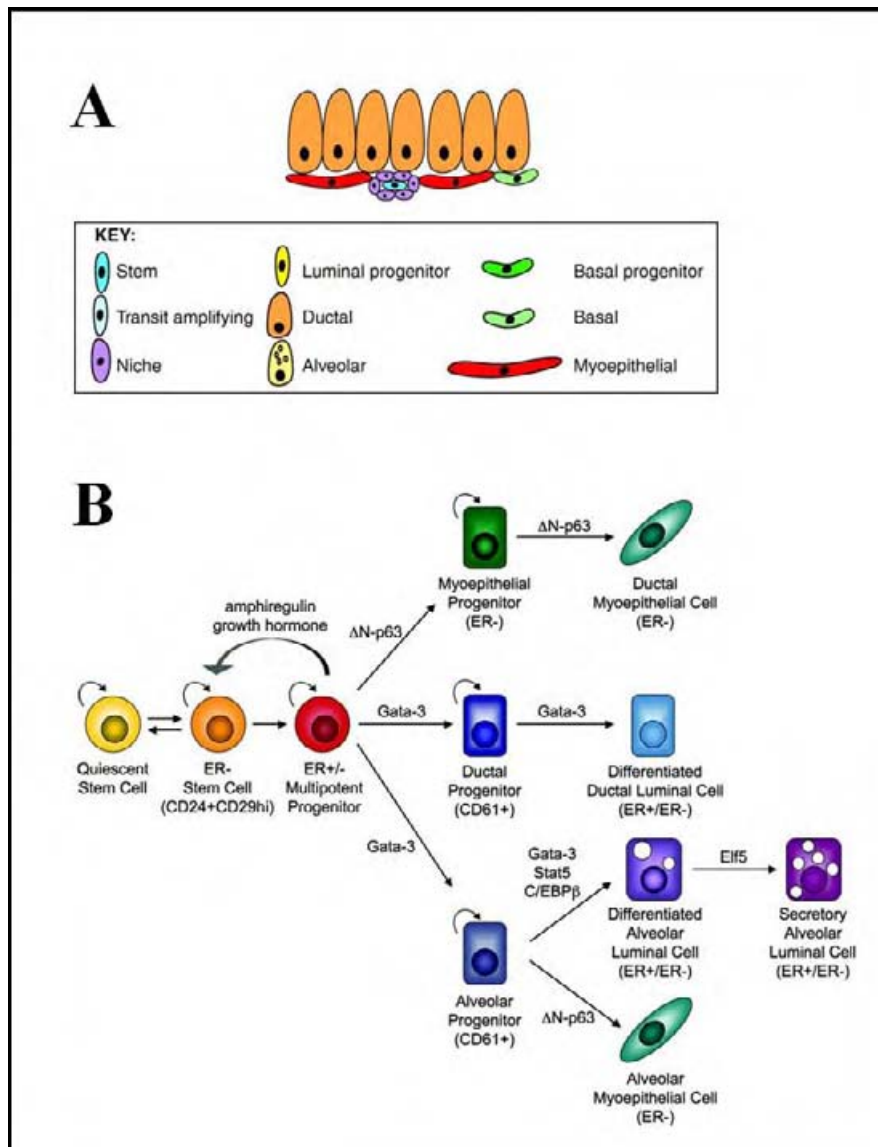 A
KEY:
Stem
Luminal progenitor
Basal progenitor
Transit amplifying
Ductal
Basal
Niche
Alveolar
Myoepithelial
B
ΔN-p63
Myoepithelial
Progenitor
(ER-)
Ductal
Myoepithelial Cell
(ER-)
amphiregulin
growth hormone
ΔN-p63
Gata-3
Gata-3
Quiescent
Stem Cell
ER-
Stem Cell
(CD24+CD29hi)
ER+/-
Multipotent
Progenitor
Ductal
Progenitor
(CD61+)
Differentiated
Ductal Luminal Cell
(ER+/ER-)
Gata-3
Gata-3
Stat5
C/EBPβ
Elf5
Differentiated
Alveolar
Luminal Cell
(ER+/ER-)
Secretory
Alveolar
Luminal Cell
(ER+/ER-)
Alveolar
Progenitor
(CD61+)
ΔN-p63
Alveolar
Myoepithelial Cell
(ER-)